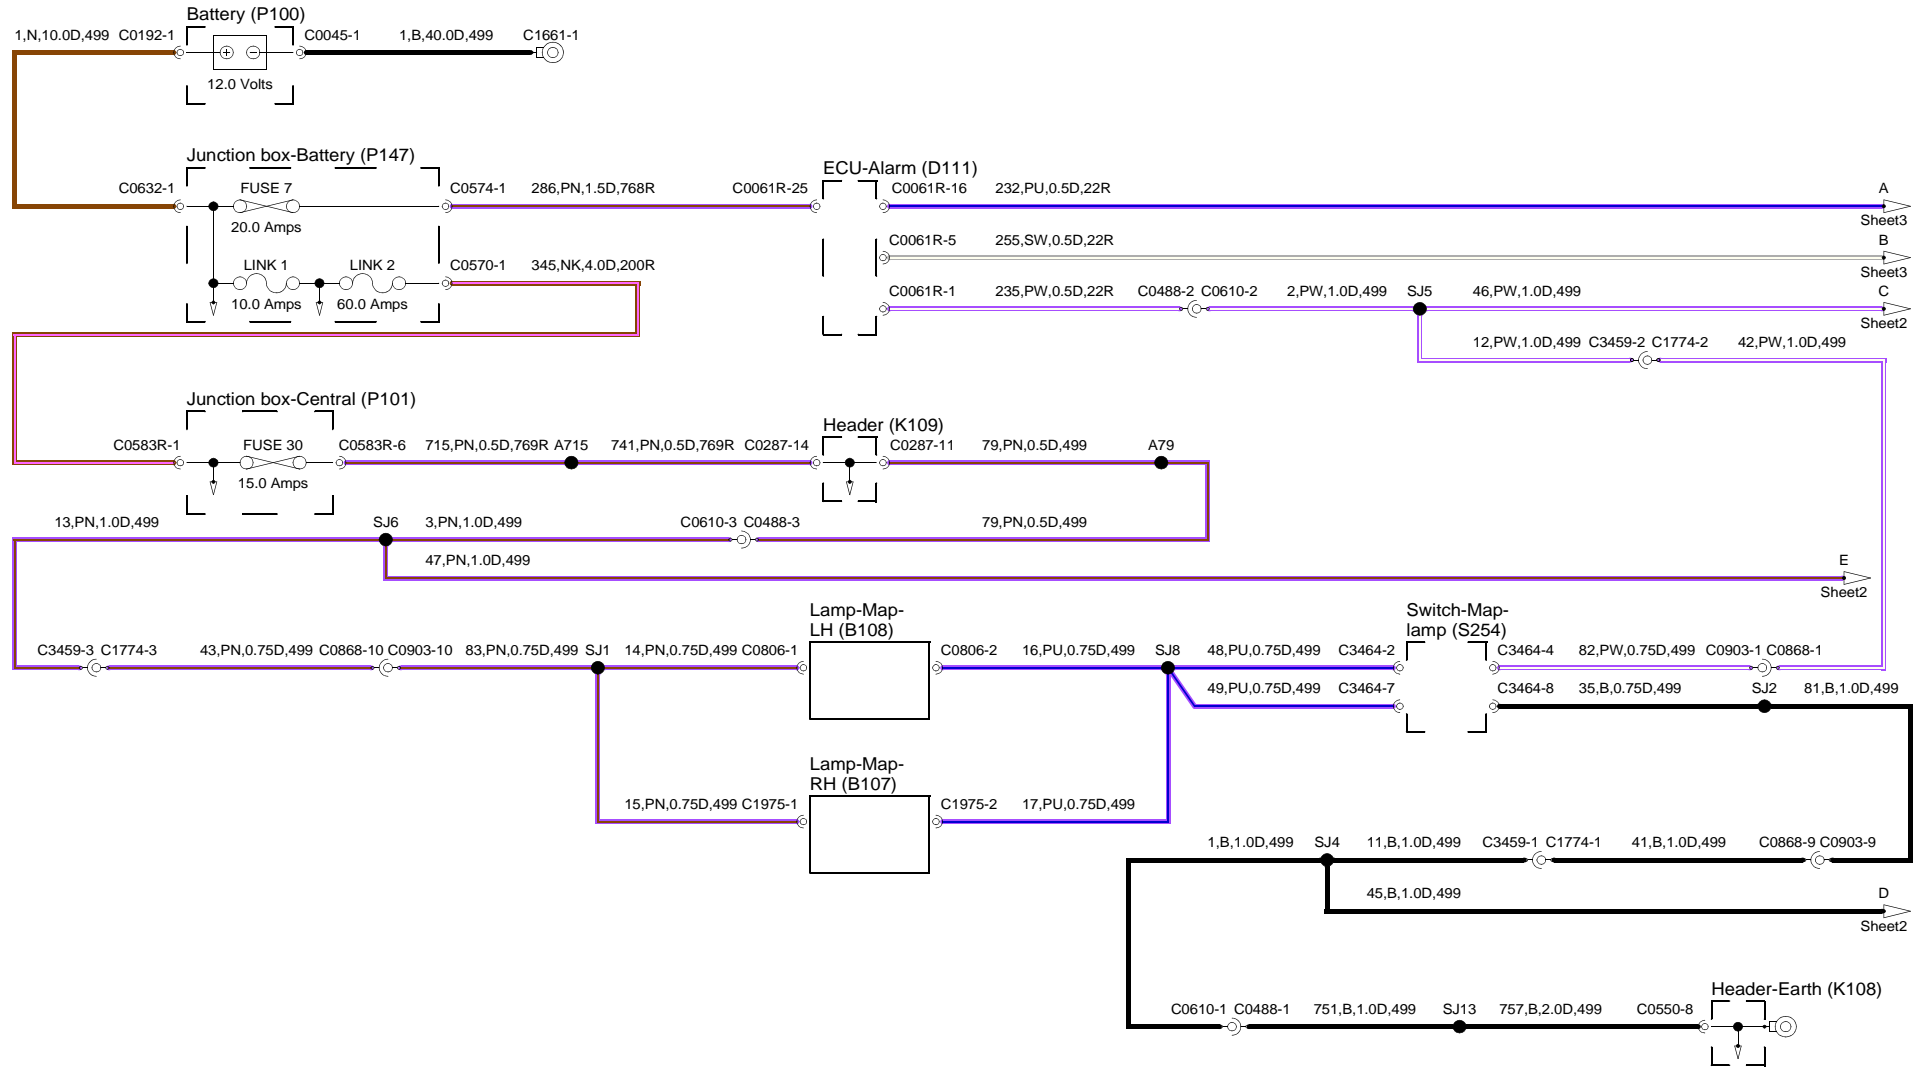 Battery (P100)
1,N,10.0D,499 C0192-1 C0045-1 1,B,40.0D,499 C1661-1
12.0 Volts
Junction box-Battery (P147)
ECU-Alarm (D111)
C0632-1 FUSE 7 C0574-1 286,PN,1.5D,768R C0061R-25 C0061R-16 232,PU,0.5D,22R A
20.0 Amps Sheet3
C0061R-5 255,SW,0.5D,22R B
LINK 1 LINK 2 C0570-1 345,NK,4.0D,200R Sheet3
C0061R-1 235,PW,0.5D,22R C0488-2 C0610-2 2,PW,1.0D,499 SJ5 46,PW,1.0D,499 C
10.0 Amps 60.0 Amps Sheet2
12,PW,1.0D,499 C3459-2 C1774-2 42,PW,1.0D,499
Junction box-Central (P101)
Header (K109)
C0583R-1 FUSE 30 C0583R-6 715,PN,0.5D,769R A715 741,PN,0.5D,769R C0287-14 C0287-11 79,PN,0.5D,499 A79
15.0 Amps
13,PN,1.0D,499 SJ6 3,PN,1.0D,499 C0610-3 C0488-3 79,PN,0.5D,499
47,PN,1.0D,499 E
Sheet2
Lamp-Map- Switch-Map-
LH (B108) lamp (S254)
C3459-3 C1774-3 43,PN,0.75D,499 C0868-10 C0903-10 83,PN,0.75D,499 SJ1 14,PN,0.75D,499 C0806-1 C0806-2 16,PU,0.75D,499 SJ8 48,PU,0.75D,499 C3464-2 C3464-4 82,PW,0.75D,499 C0903-1 C0868-1
49,PU,0.75D,499 C3464-7 C3464-8 35,B,0.75D,499 SJ2 81,B,1.0D,499
Lamp-Map-
RH (B107)
15,PN,0.75D,499 C1975-1 C1975-2 17,PU,0.75D,499
1,B,1.0D,499 SJ4 11,B,1.0D,499 C3459-1 C1774-1 41,B,1.0D,499 C0868-9 C0903-9
45,B,1.0D,499 D
Sheet2
Header-Earth (K108)
C0610-1 C0488-1 751,B,1.0D,499 SJ13 757,B,2.0D,499 C0550-8